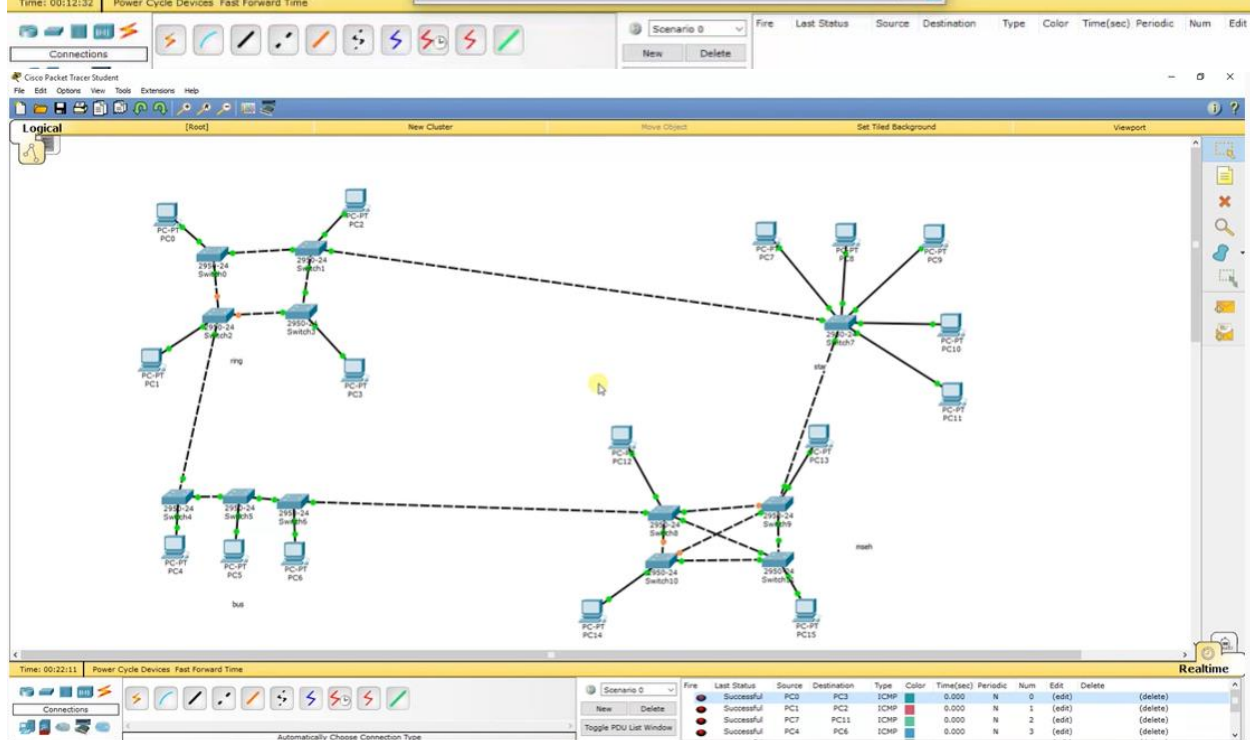 Time: 00:12:32 Power Cycle Devices Fast Forward Time
Connections
Scenario 0
New Delete
Fire Last Status Source Destination Type Color Time(sec) Periodic Num Edit
Cisco Packet Tracer Student
File Edit Options View Tools Extensions Help
Logical [Root] New Cluster Move Object Set Tiled Background Viewport
PC-PT
PC0
PC-PT
PC2
2950-24
Switch0
2950-24
Switch1
2950-24
Switch2
2950-24
Switch3
PC-PT
PC1
PC-PT
PC3
ring
PC-PT
PC7
PC-PT
PC8
PC-PT
PC9
2950-24
Switch7
PC-PT
PC10
PC-PT
PC11
star
PC-PT
PC12
PC-PT
PC13
2950-24
Switch4
2950-24
Switch5
2950-24
Switch6
2950-24
Switch8
2950-24
Switch9
mseh
PC-PT
PC4
PC-PT
PC5
PC-PT
PC6
2950-24
Switch10
2950-24
PC-PT
PC14
PC-PT
PC15
bus
Time: 00:22:11 Power Cycle Devices Fast Forward Time Realtime
Connections
Automatically Choose Connection Type
Scenario 0
New Delete
Toggle PDU List Window
Fire Last Status Source Destination Type Color Time(sec) Periodic Num Edit Delete
Successful PC0 PC3 ICMP 0.000 N 0 (edit) (delete)
Successful PC1 PC2 ICMP 0.000 N 1 (edit) (delete)
Successful PC7 PC11 ICMP 0.000 N 2 (edit) (delete)
Successful PC4 PC6 ICMP 0.000 N 3 (edit) (delete)